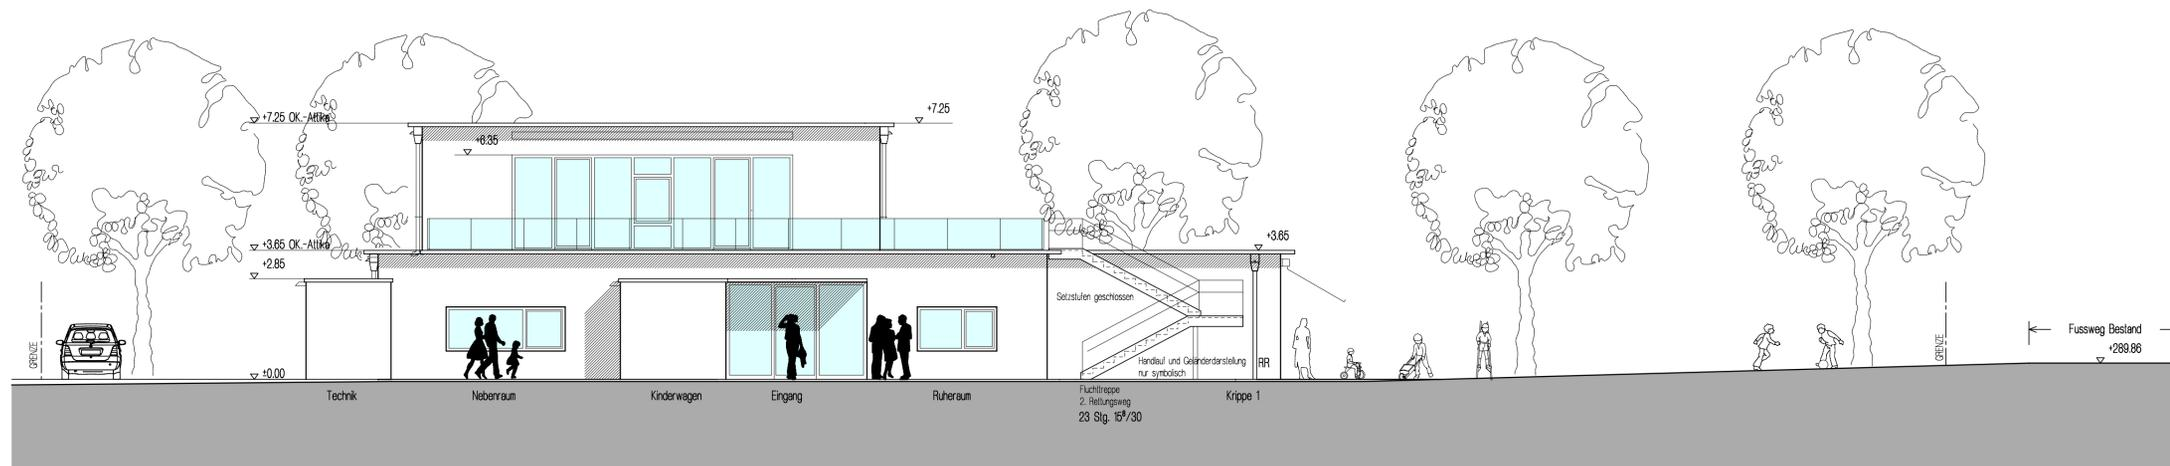 +7.25 OK.-Attika
+7.25
+6.35
+3.65 OK.-Attika
+3.65
+2.85
Setzstufen geschlossen
GRENZE
GRENZE
Fussweg Bestand
+289.86
Handlauf und Geländerdarstellung
nur symbolisch
RR
±0.00
Technik
Nebenraum
Kinderwagen
Eingang
Ruheraum
Fluchttreppe
2. Rettungsweg
23 Stg. 15⁸/30
Krippe 1